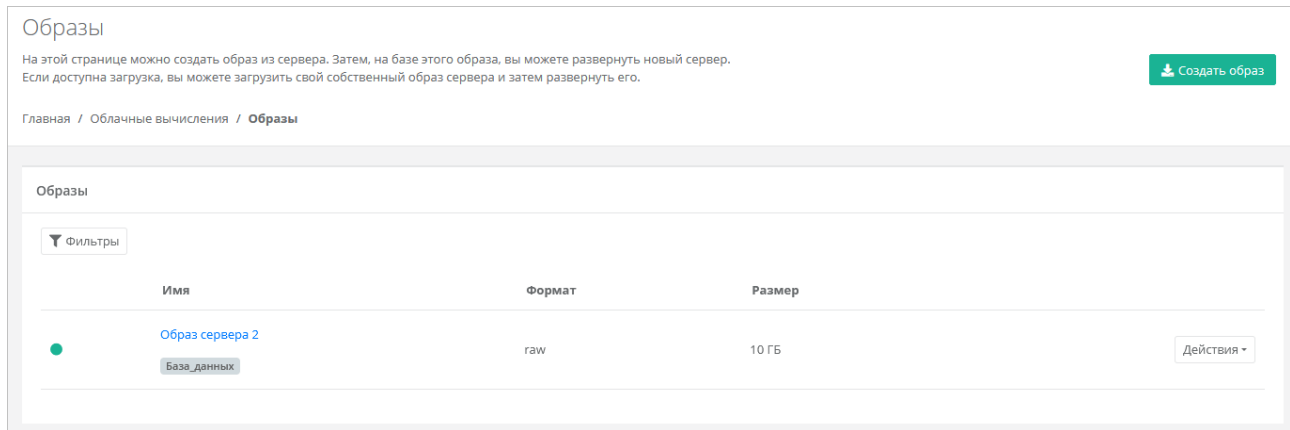 Образы
На этой странице можно создать образ из сервера. Затем, на базе этого образа, вы можете развернуть новый сервер.
Если доступна загрузка, вы можете загрузить свой собственный образ сервера и затем развернуть его.
Создать образ
Главная / Облачные вычисления / Образы
Образы
Фильтры
Имя Формат Размер
Образ сервера 2
raw 10 ГБ Действия
База_данных